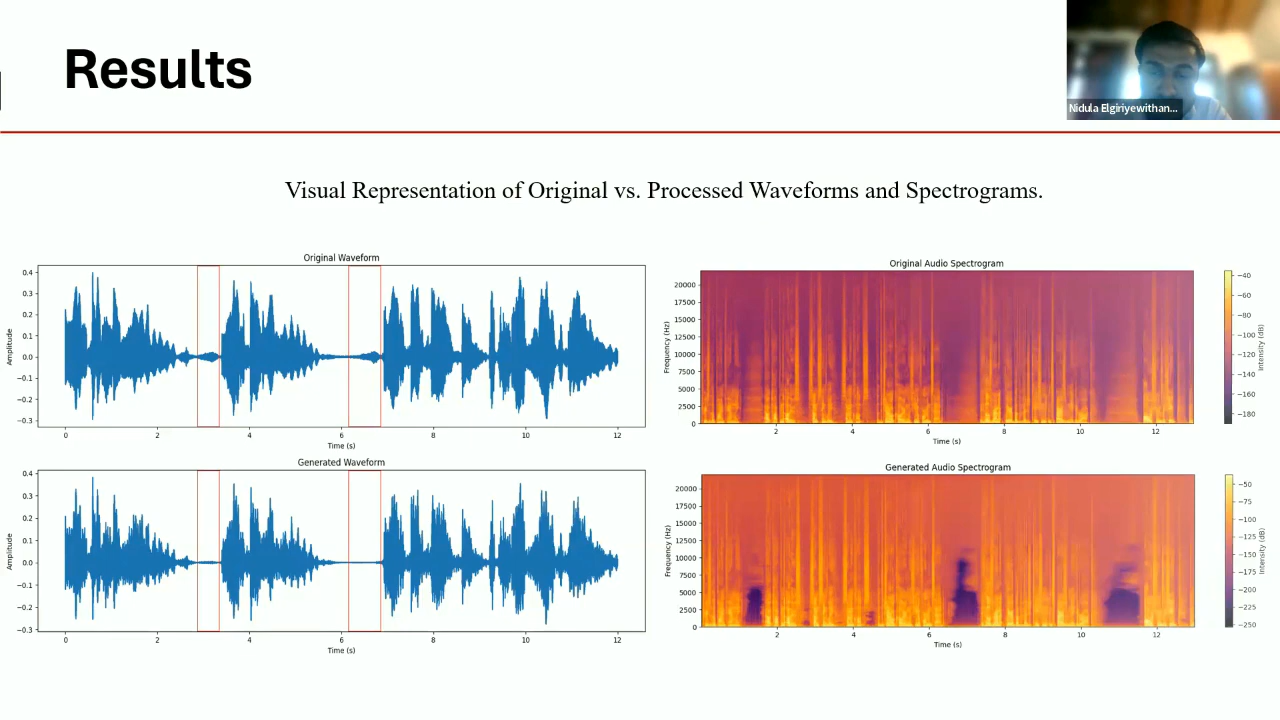 Results
Nidula Elgiriyewithan...
Visual Representation of Original vs. Processed Waveforms and Spectrograms.
Original Waveform
0.4
0.3
0.2
0.1
0.0
−0.1
−0.2
−0.3
Amplitude
0 2 4 6 8 10 12
Time (s)
Generated Waveform
0.4
0.3
0.2
0.1
0.0
−0.1
−0.2
−0.3
Amplitude
0 2 4 6 8 10 12
Time (s)
Original Audio Spectrogram
20000
17500
15000
12500
10000
7500
5000
2500
0
Frequency (Hz)
2 4 6 8 10 12
Time (s)
−40
−60
−80
−100
−120
−140
−160
−180
Intensity (dB)
Generated Audio Spectrogram
20000
17500
15000
12500
10000
7500
5000
2500
0
Frequency (Hz)
2 4 6 8 10 12
Time (s)
−50
−75
−100
−125
−150
−175
−200
−225
−250
Intensity (dB)